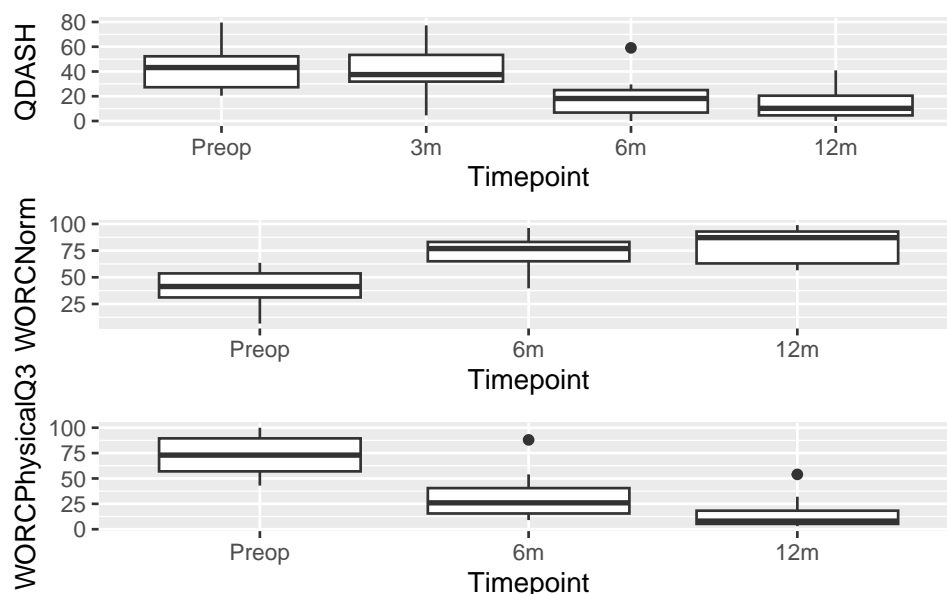 QDASH
80
60
40
20
0
Preop 3m 6m 12m
Timepoint
WORCNorm
100
75
50
25
Preop 6m 12m
Timepoint
WORCPhysicalQ3
100
75
50
25
0
Preop 6m 12m
Timepoint